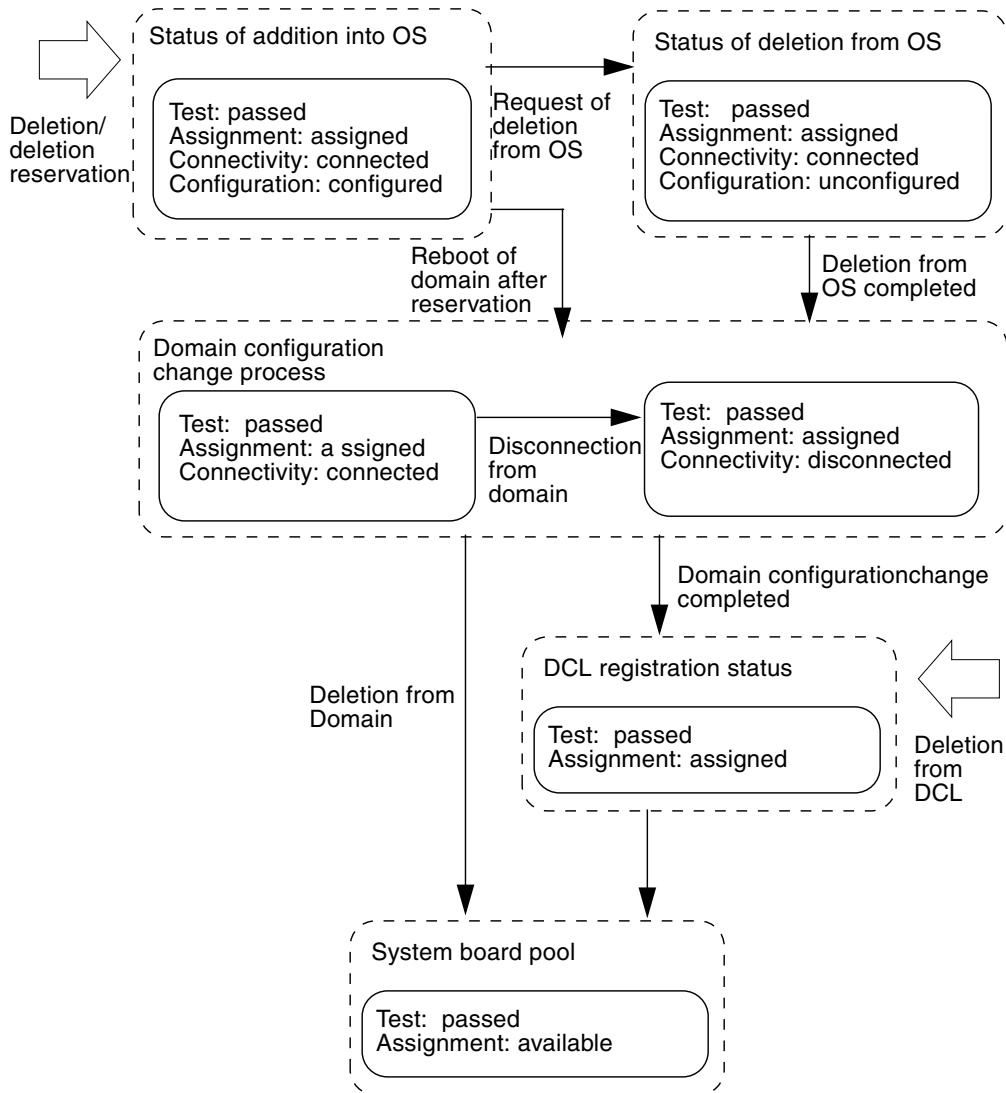 Status of addition into OS
Test: passed
Assignment: assigned
Connectivity: connected
Configuration: configured
Deletion/
deletion
reservation
Request of
deletion
from OS
Status of deletion from OS
Test: passed
Assignment: assigned
Connectivity: connected
Configuration: unconfigured
Reboot of
domain after
reservation
Deletion from
OS completed
Domain configuration
change process
Test: passed
Assignment: a ssigned
Connectivity: connected
Disconnection
from
domain
Test: passed
Assignment: assigned
Connectivity: disconnected
Domain configurationchange
completed
Deletion from
Domain
DCL registration status
Test: passed
Assignment: assigned
Deletion
from
DCL
System board pool
Test: passed
Assignment: available